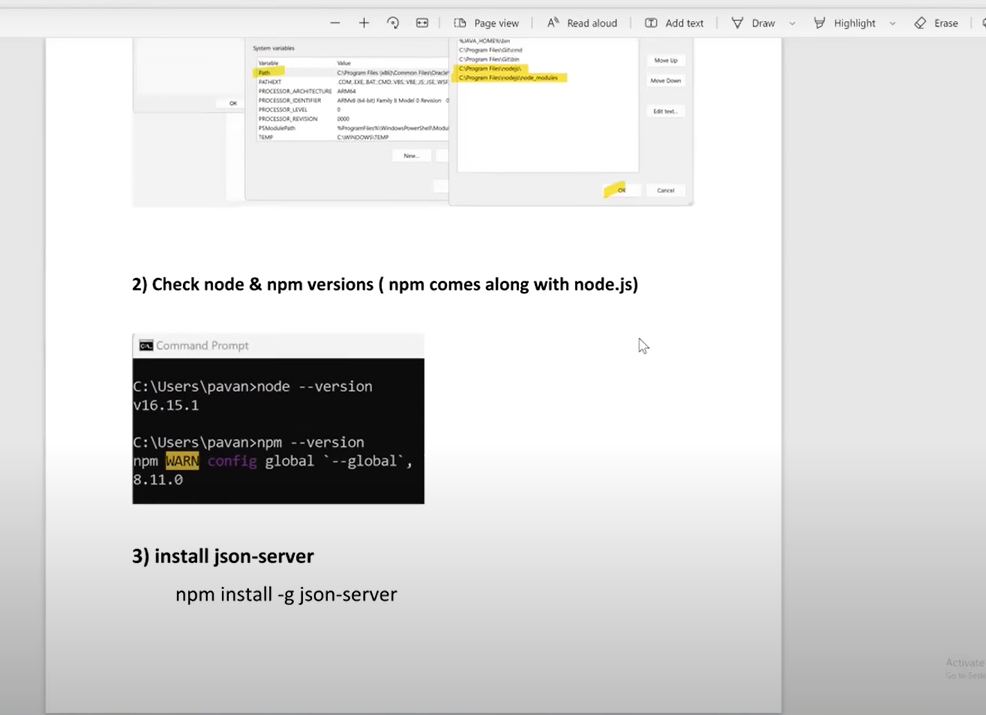 Page view
Read aloud
Add text
Draw
Highlight
Erase
System variables
Variable Value
Path C:\Program Files (x86)\Common Files\Oracle\
PATHEXT .COM;.EXE;.BAT;.CMD;.VBS;.VBE;.JS;.JSE;.WSF
PROCESSOR_ARCHITECTURE ARM64
PROCESSOR_IDENTIFIER ARMv8 (64-bit) Family 8 Model 0 Revision 0
PROCESSOR_LEVEL 0
PROCESSOR_REVISION 0000
PSModulePath %ProgramFiles%\WindowsPowerShell\Modul
TEMP C:\WINDOWS\TEMP
OK
New...
%JAVA_HOME%\bin
C:\Program Files\Git\cmd
C:\Program Files\Git\bin
C:\Program Files\nodejs\
C:\Program Files\nodejs\node_modules
Move Up
Move Down
Edit text...
OK
Cancel
2) Check node & npm versions ( npm comes along with node.js)
Command Prompt
C:\Users\pavan>node --version
v16.15.1
C:\Users\pavan>npm --version
npm WARN config global `--global`,
8.11.0
3) install json-server
npm install -g json-server
Activate